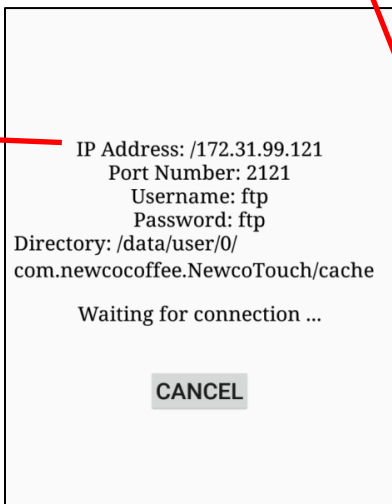 IP Address: /172.31.99.121
Port Number: 2121
Username: ftp
Password: ftp
Directory: /data/user/0/
com.newcocoffee.NewcoTouch/cache
Waiting for connection ...
CANCEL